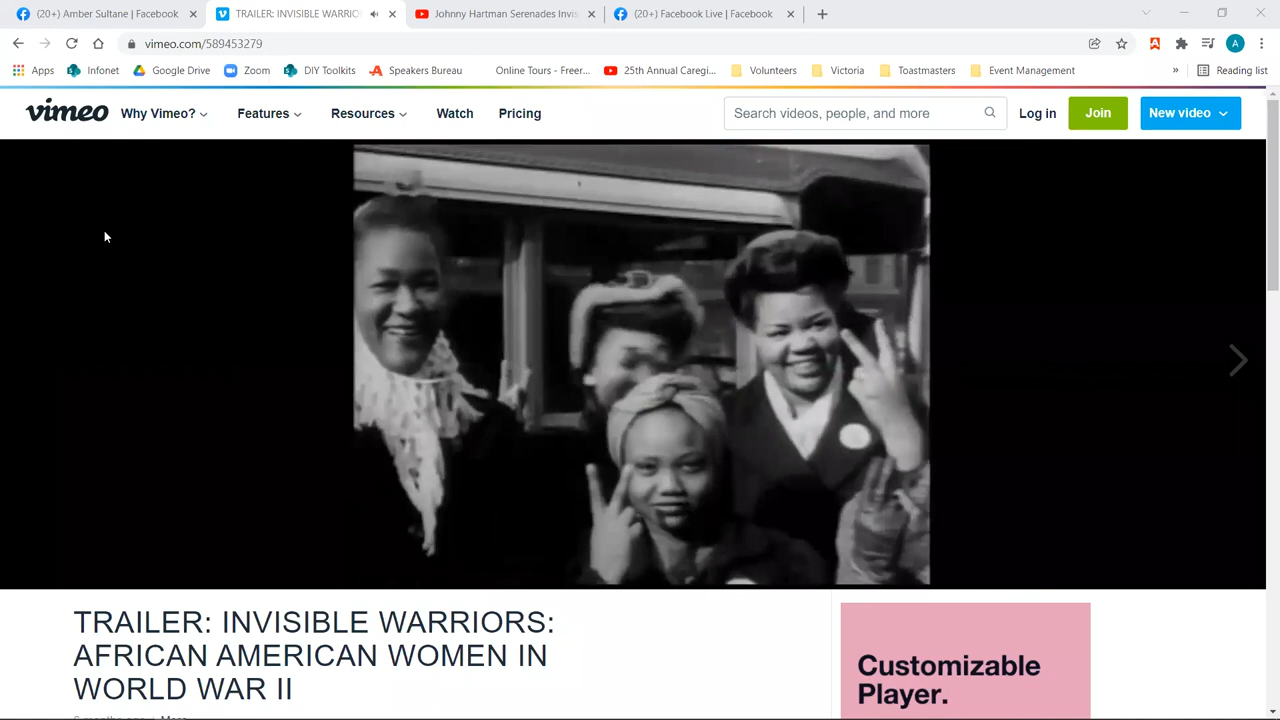 (20+) Amber Sultane | Facebook
TRAILER: INVISIBLE WARRIO
Johnny Hartman Serenades Invis
(20+) Facebook Live | Facebook
vimeo.com/589453279
A
Apps
Infonet
Google Drive
Zoom
DIY Toolkits
Speakers Bureau
Online Tours - Freer...
25th Annual Caregi...
Volunteers
Victoria
Toastmasters
Event Management
»
Reading list
vimeo
Why Vimeo?
Features
Resources
Watch
Pricing
Search videos, people, and more
Log in
Join
New video
TRAILER: INVISIBLE WARRIORS:
AFRICAN AMERICAN WOMEN IN
WORLD WAR II
Customizable
Player.